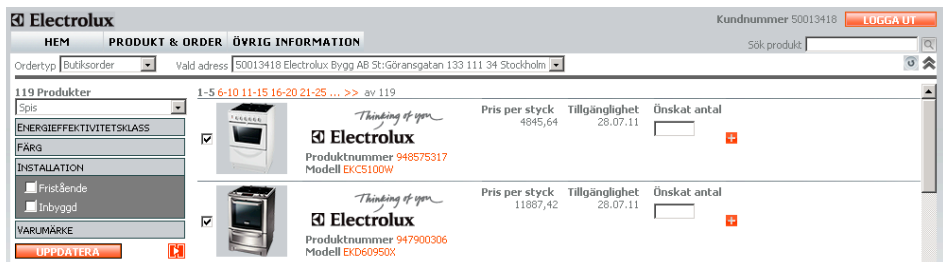 Electrolux
Kundnummer 50013418 LOGGA UT
HEM PRODUKT & ORDER ÖVRIG INFORMATION
Sök produkt
Ordertyp Butiksorder Vald adress 50013418 Electrolux Bygg AB St:Göransgatan 133 111 34 Stockholm
119 Produkter
Spis
ENERGIEFFEKTIVITETSKLASS
FÄRG
INSTALLATION
Fristående
Inbyggd
VARUMÄRKE
UPPDATERA
1-5 6-10 11-15 16-20 21-25 ... >> av 119
Thinking of you
Electrolux
Produktnummer 948575317
Modell EKC5100W
Pris per styck Tillgänglighet Önskat antal
4845,64 28.07.11
Thinking of you
Electrolux
Produktnummer 947900306
Modell EKD60950X
Pris per styck Tillgänglighet Önskat antal
11887,42 28.07.11